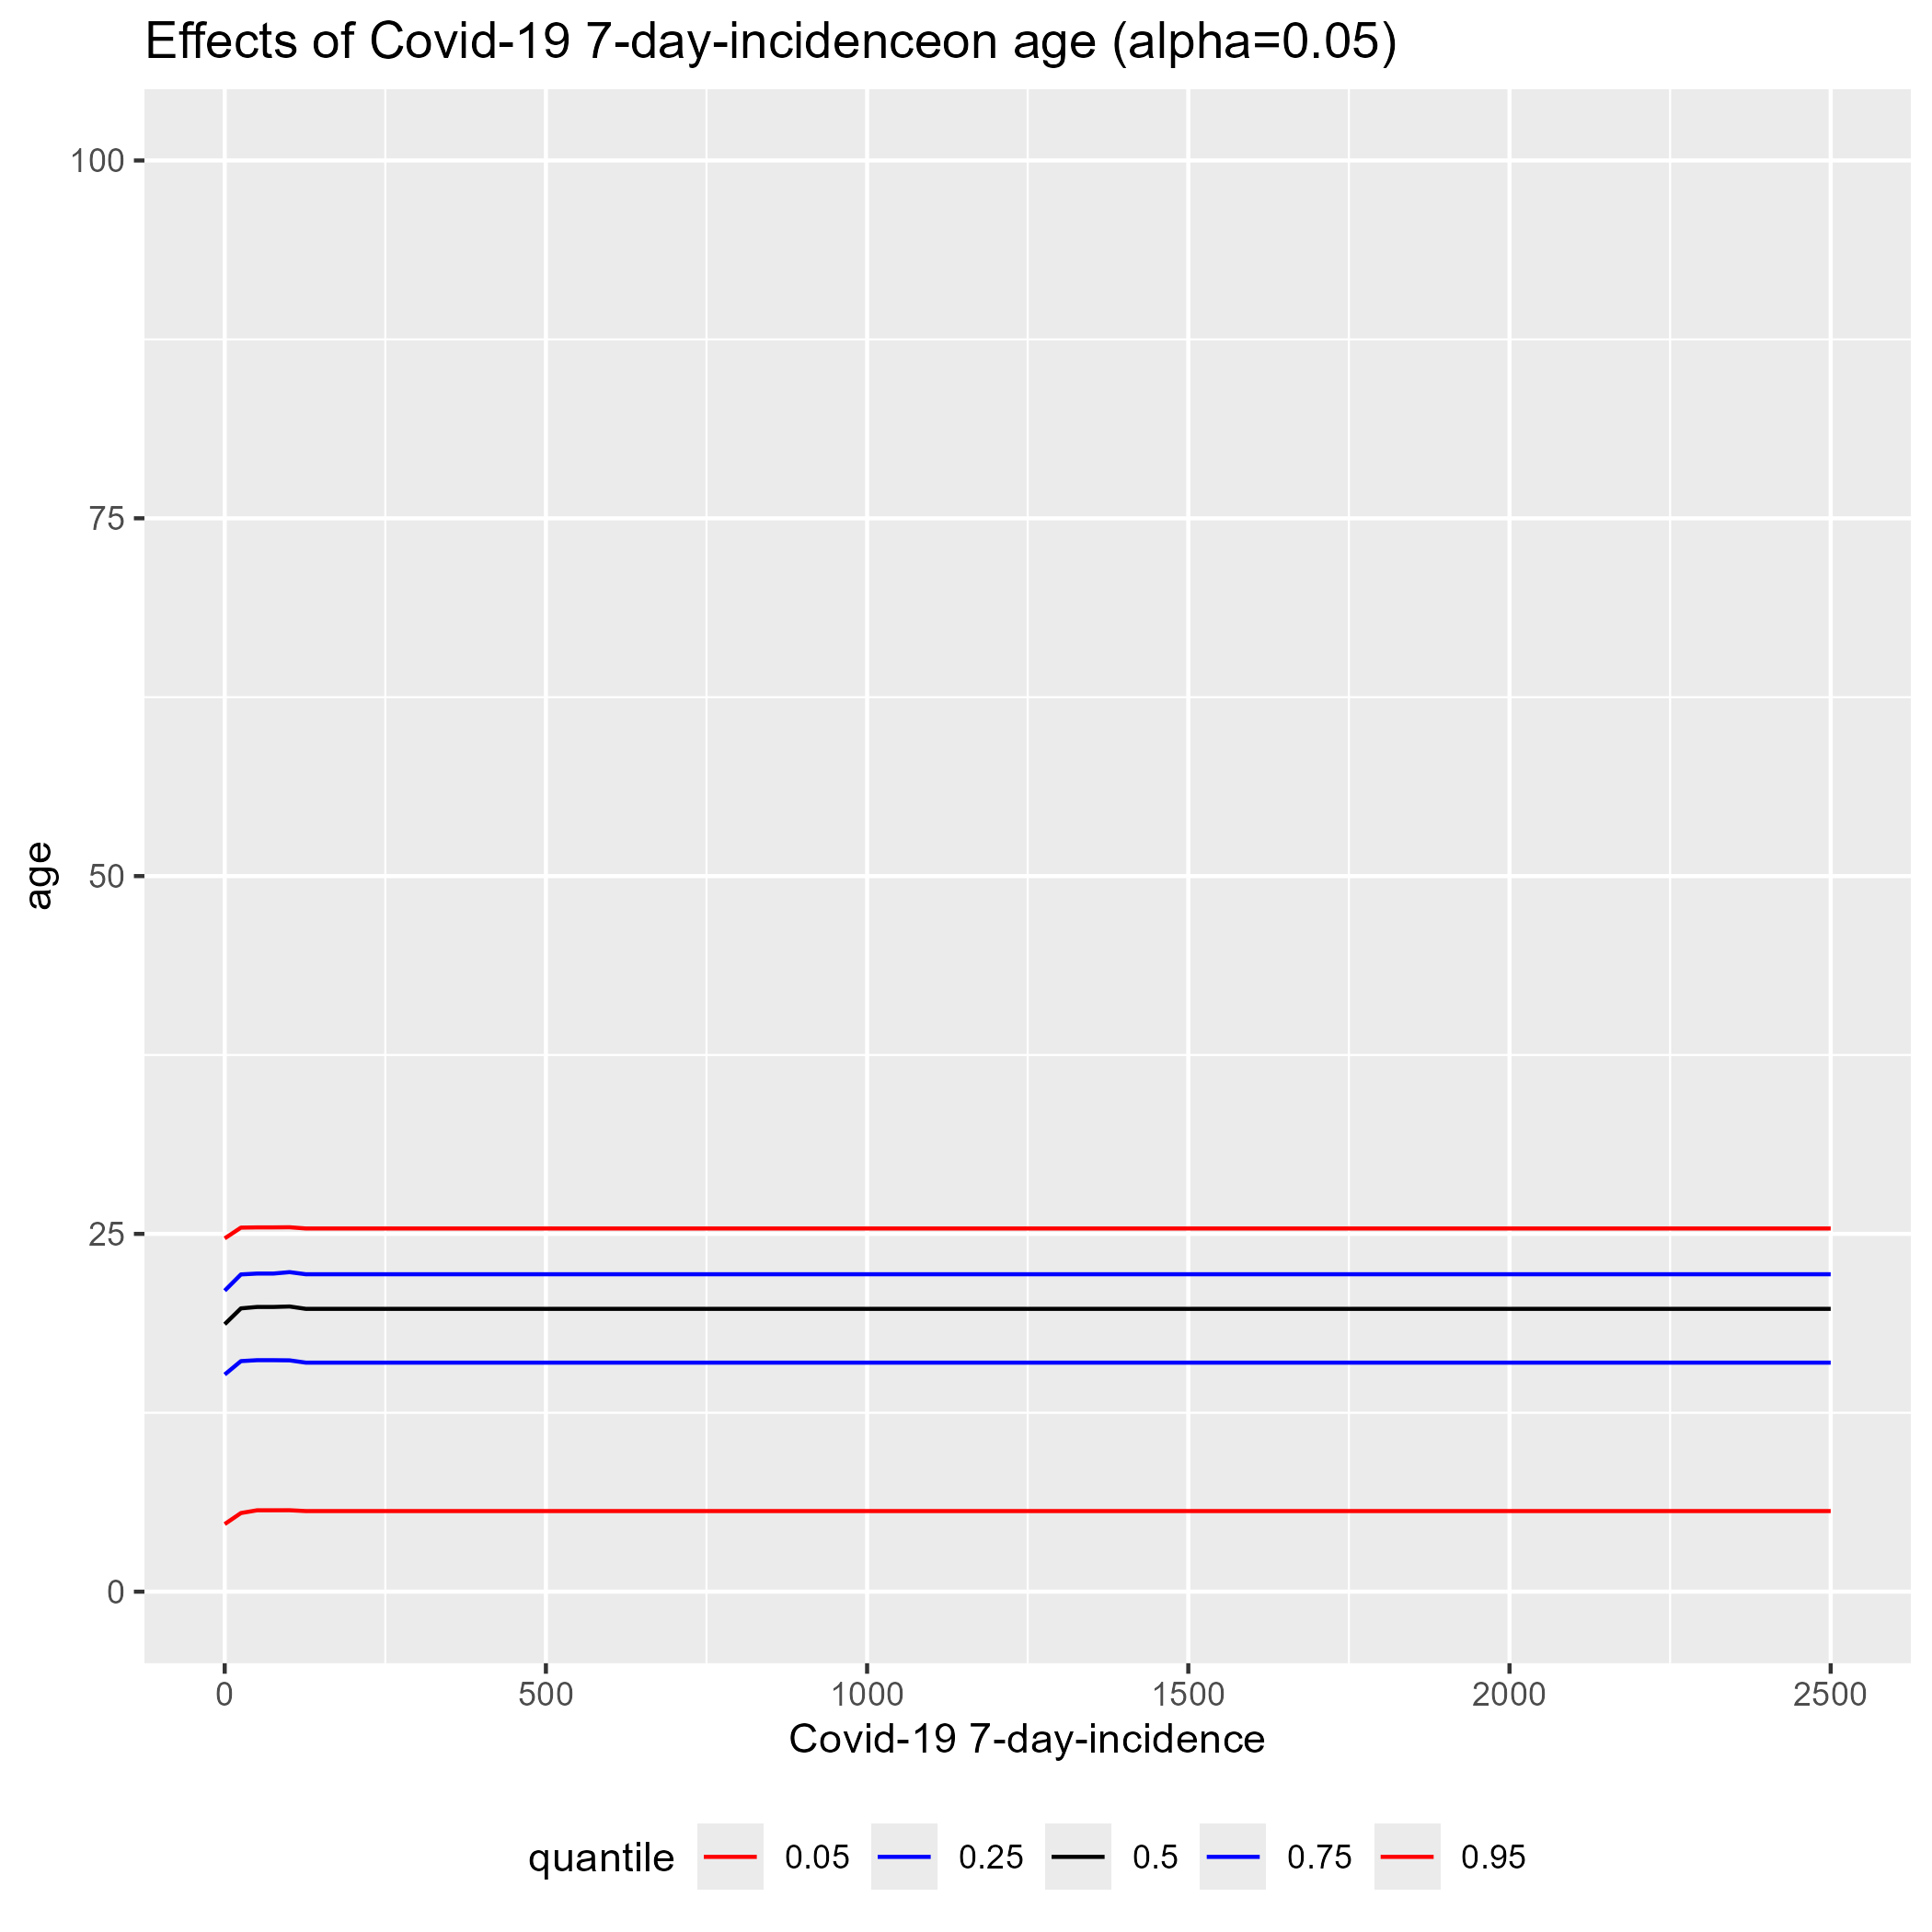 Effects of Covid-19 7-day-incidenceon age (alpha=0.05)
100
75
50
25
0
age
0 500 1000 1500 2000 2500
Covid-19 7-day-incidence
quantile 0.05 0.25 0.5 0.75 0.95